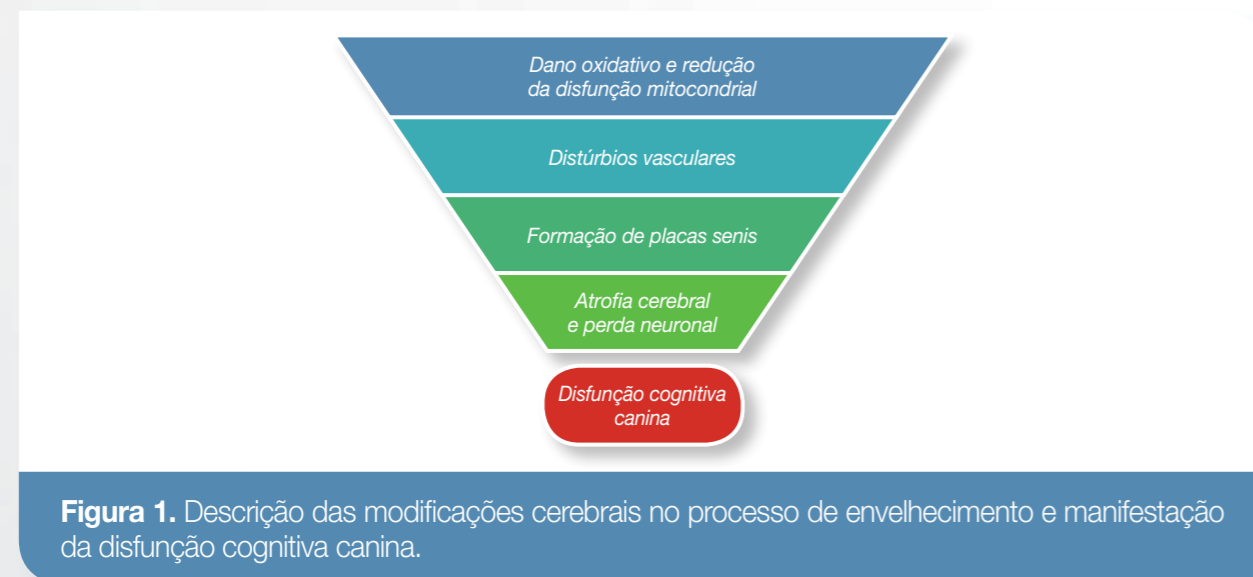 Dano oxidativo e redução
da disfunção mitocondrial
Distúrbios vasculares
Formação de placas senis
Atrofia cerebral
e perda neuronal
Disfunção cognitiva
canina
Figura 1. Descrição das modificações cerebrais no processo de envelhecimento e manifestação
da disfunção cognitiva canina.